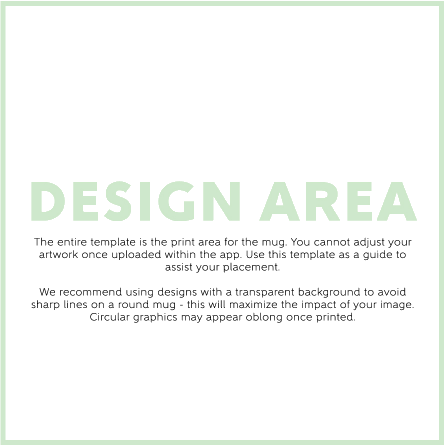 DESIGN AREA
The entire template is the print area for the mug. You cannot adjust your
artwork once uploaded within the app. Use this template as a guide to
assist your placement.
We recommend using designs with a transparent background to avoid
sharp lines on a round mug - this will maximize the impact of your image.
Circular graphics may appear oblong once printed.